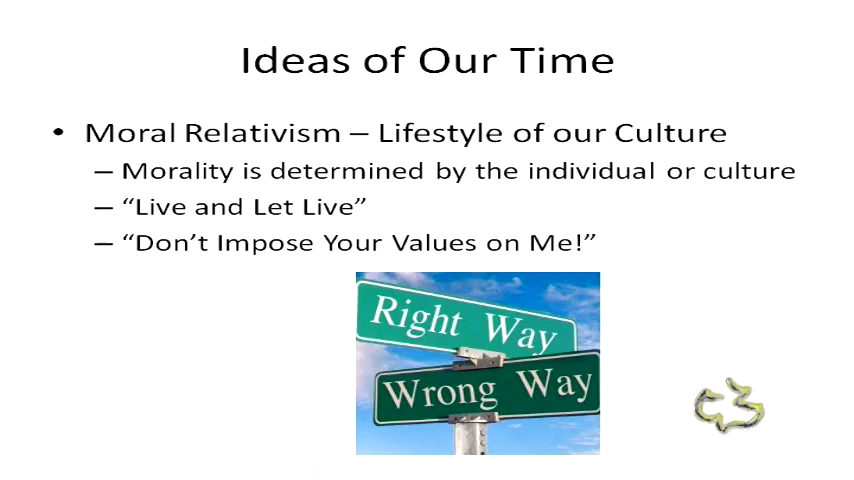 Ideas of Our Time
• Moral Relativism – Lifestyle of our Culture
– Morality is determined by the individual or culture
– “Live and Let Live”
– “Don’t Impose Your Values on Me!”
Right Way
Wrong Way
c3